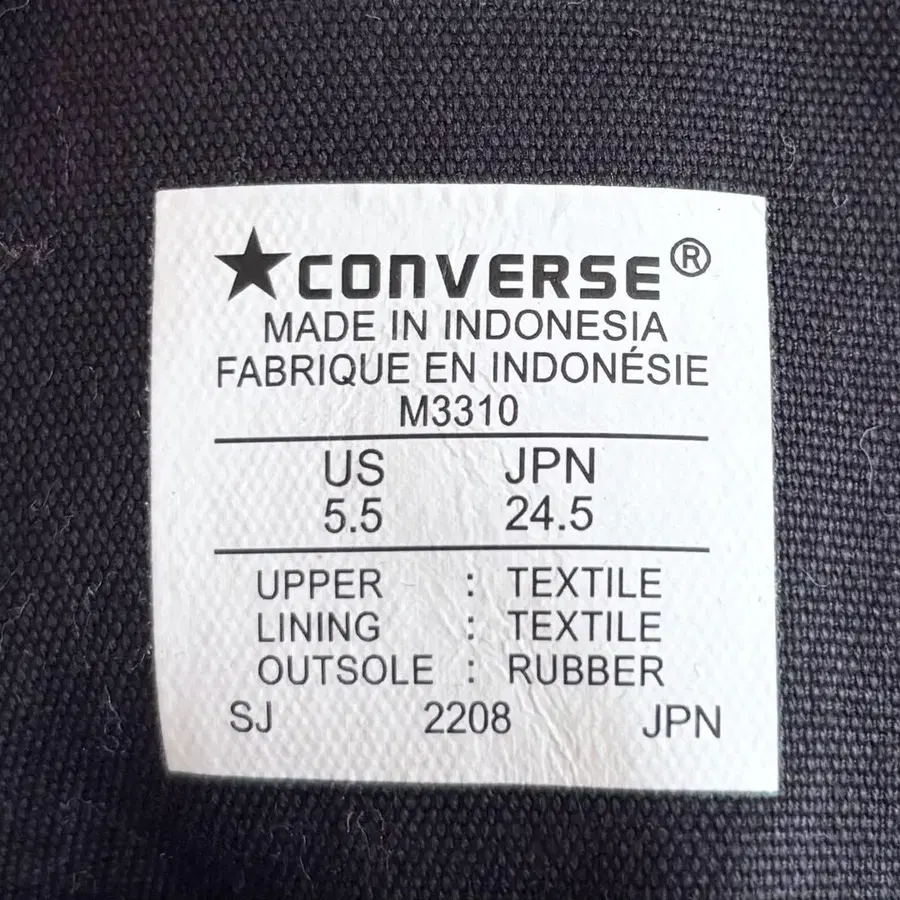 ★CONVERSE®
MADE IN INDONESIA
FABRIQUE EN INDONÉSIE
M3310
US JPN
5.5 24.5
UPPER : TEXTILE
LINING : TEXTILE
OUTSOLE : RUBBER
SJ 2208 JPN